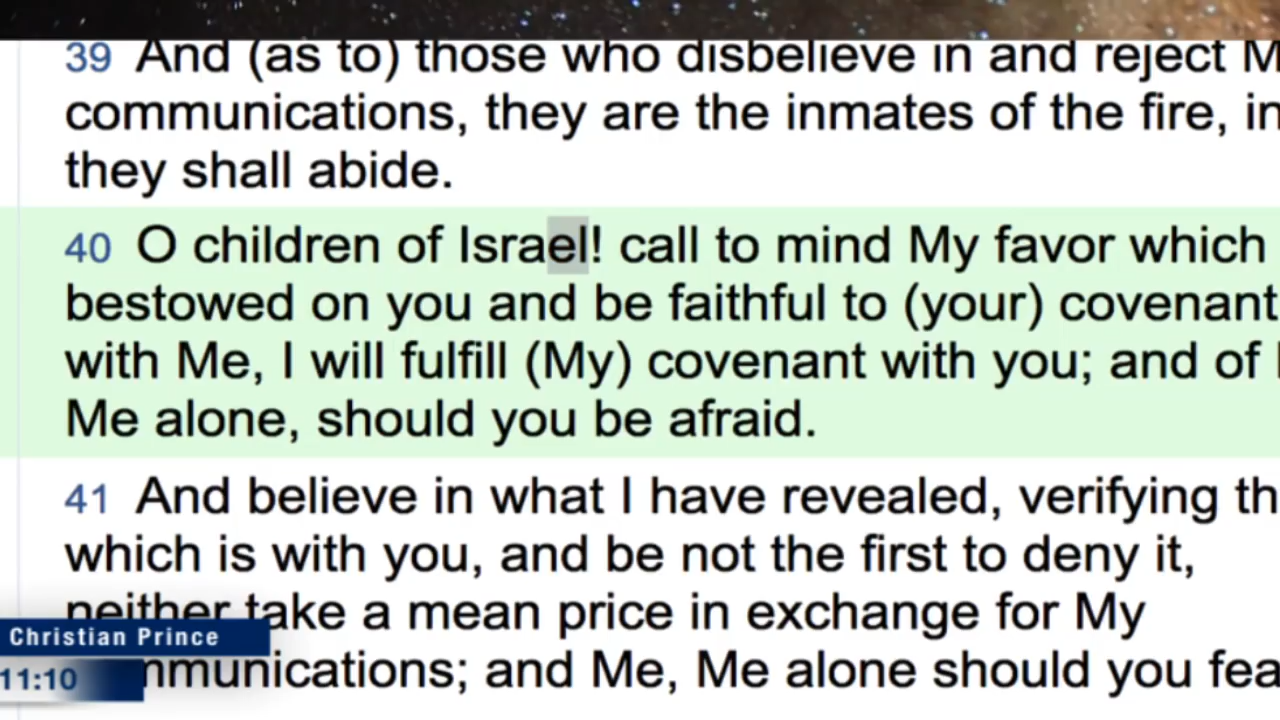 39 And (as to) those who disbelieve in and reject M
communications, they are the inmates of the fire, in
they shall abide.
40 O children of Israel! call to mind My favor which
bestowed on you and be faithful to (your) covenant
with Me, I will fulfill (My) covenant with you; and of
Me alone, should you be afraid.
41 And believe in what I have revealed, verifying th
which is with you, and be not the first to deny it,
neither take a mean price in exchange for My
mmunications; and Me, Me alone should you fea
Christian Prince
11:10